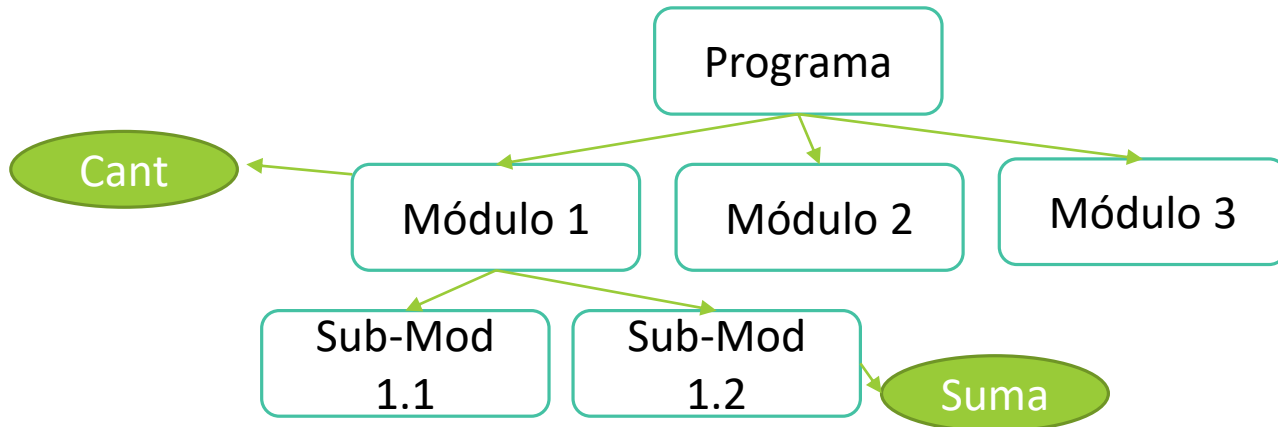 Programa
Cant
Módulo 1
Módulo 2
Módulo 3
Sub-Mod
1.1
Sub-Mod
1.2
Suma